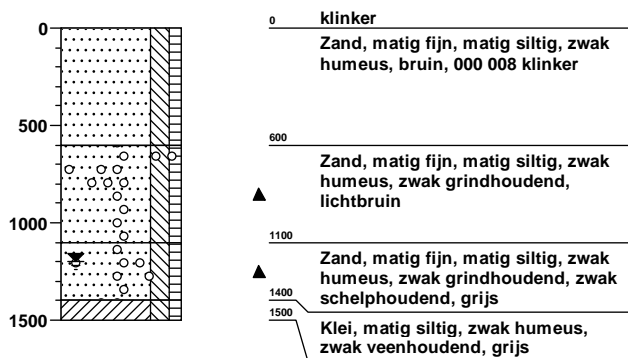 0
500
1000
1500
0
klinker
Zand, matig fijn, matig siltig, zwak
humeus, bruin, 000 008 klinker
600
Zand, matig fijn, matig siltig, zwak
humeus, zwak grindhoudend,
lichtbruin
1100
Zand, matig fijn, matig siltig, zwak
humeus, zwak grindhoudend, zwak
schelphoudend, grijs
1400
1500
Klei, matig siltig, zwak humeus,
zwak veenhoudend, grijs